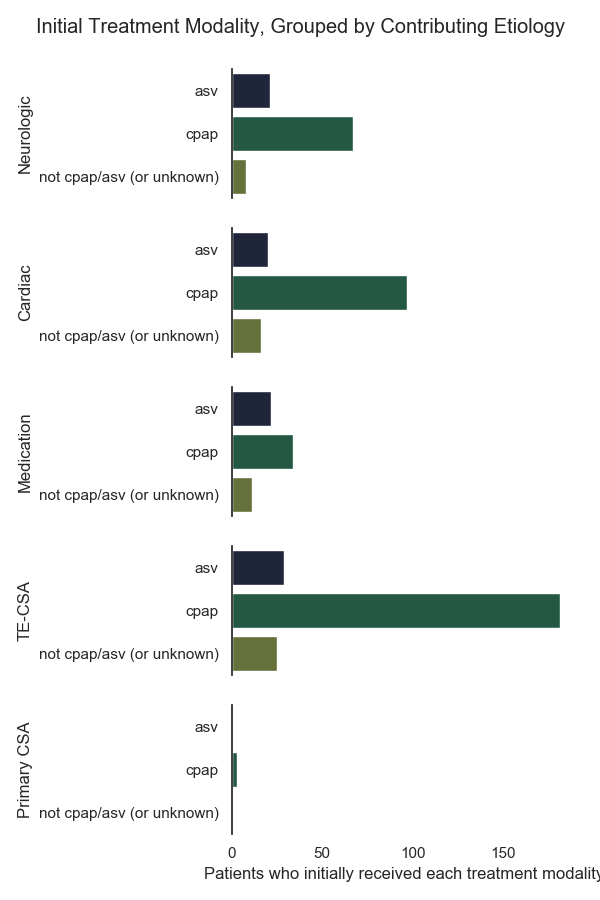 Initial Treatment Modality, Grouped by Contributing Etiology
Neurologic
asv
cpap
not cpap/asv (or unknown)
Cardiac
asv
cpap
not cpap/asv (or unknown)
Medication
asv
cpap
not cpap/asv (or unknown)
TE-CSA
asv
cpap
not cpap/asv (or unknown)
Primary CSA
asv
cpap
not cpap/asv (or unknown)
0 50 100 150
Patients who initially received each treatment modality